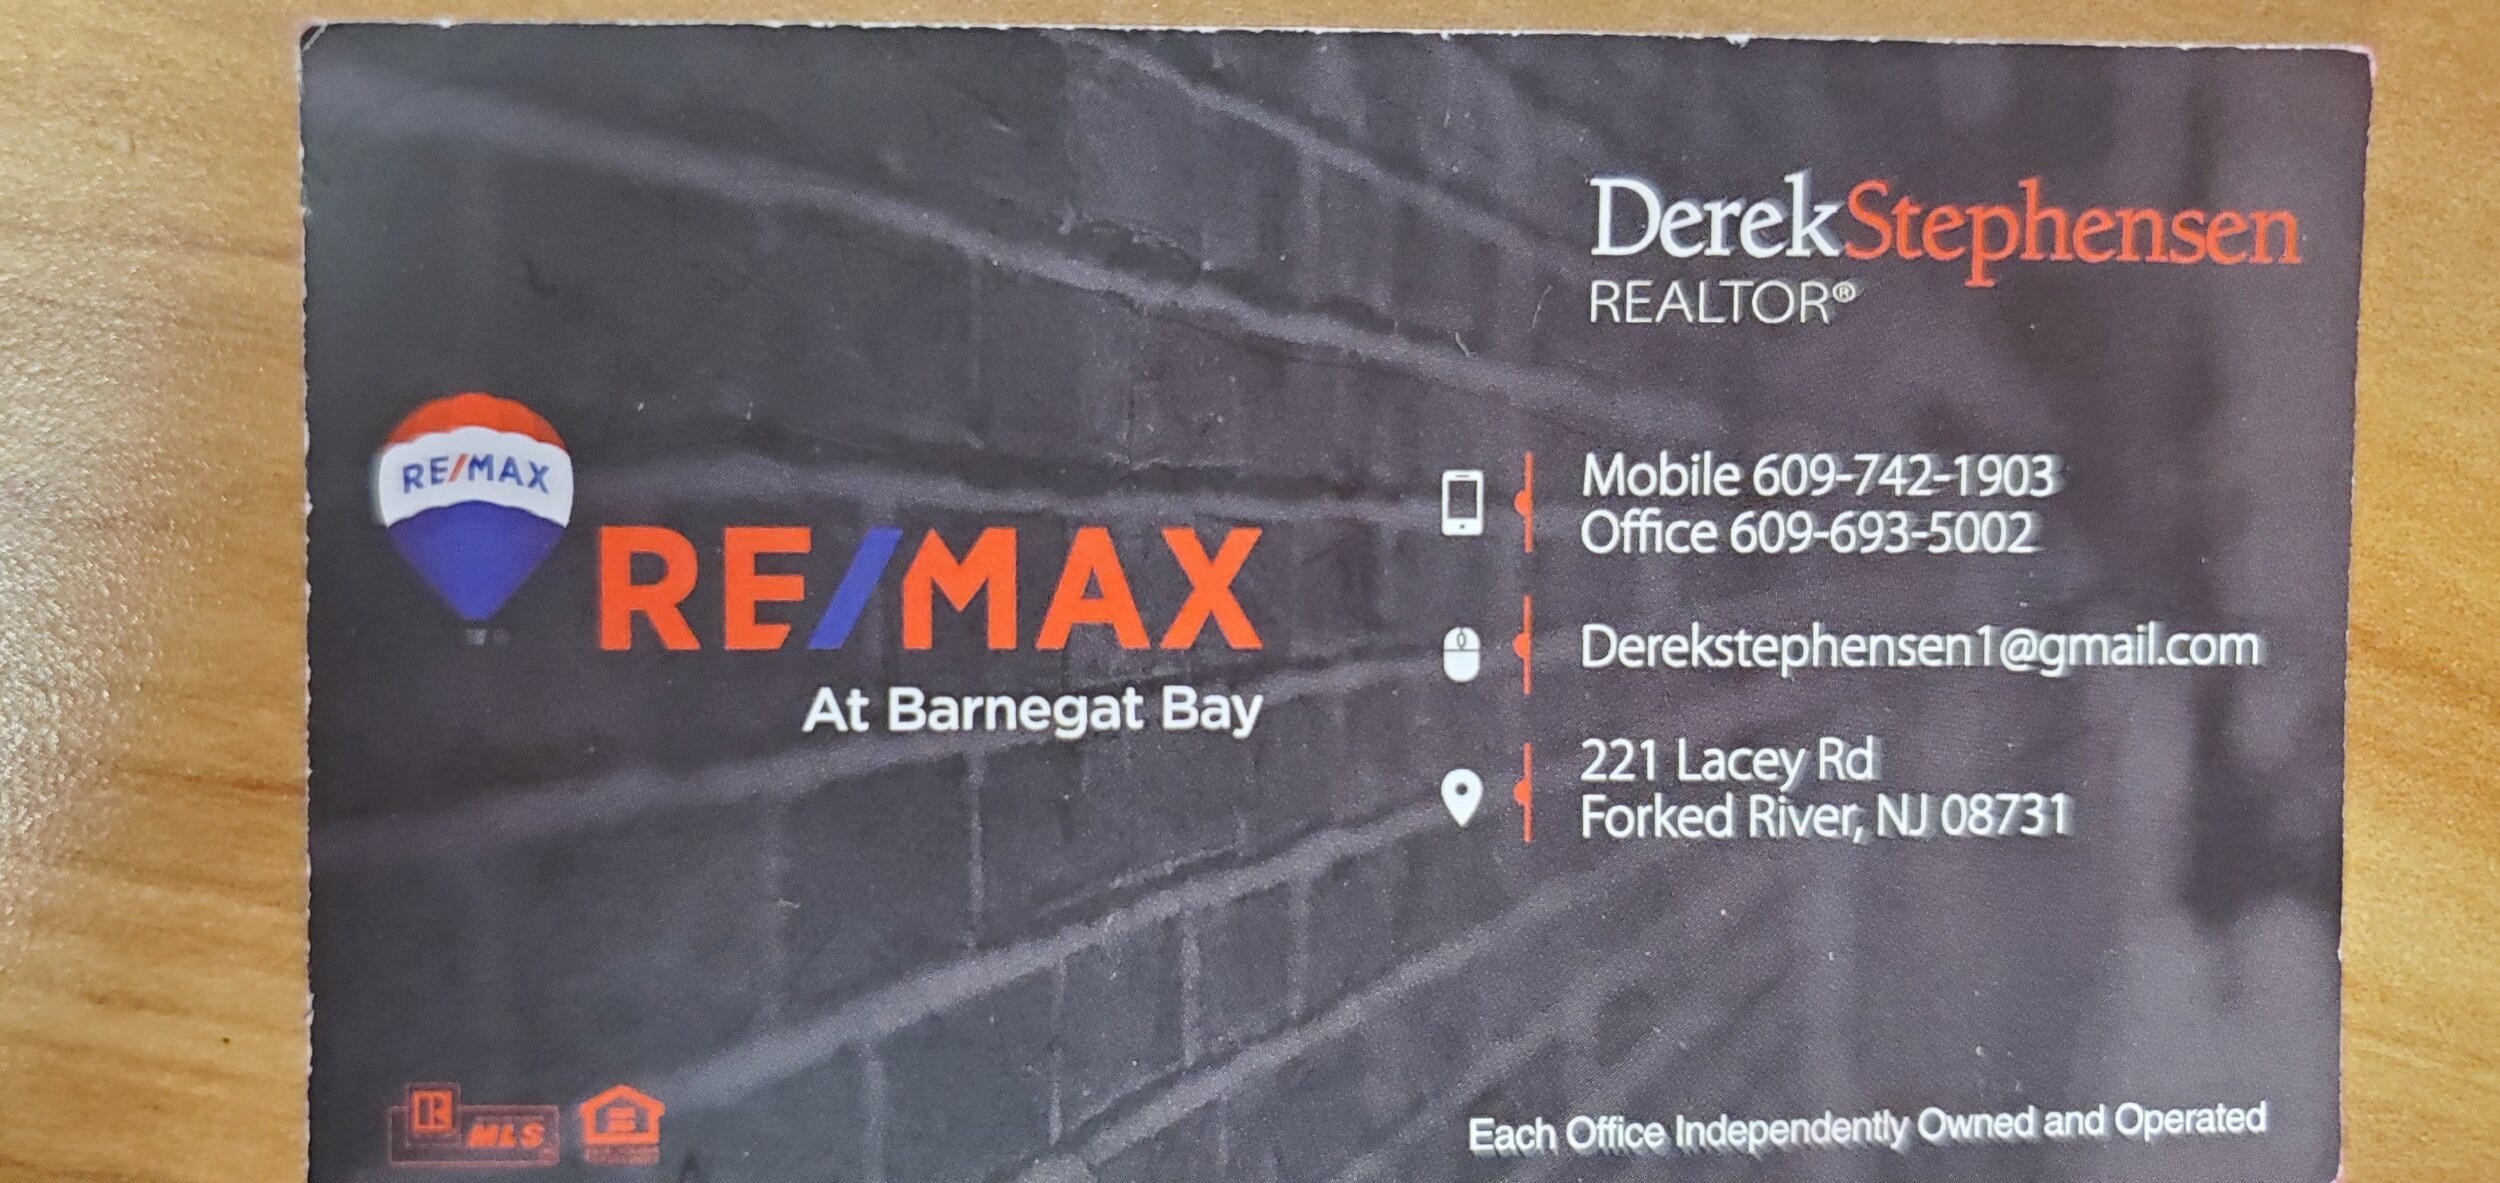 DerekStephensen
REALTOR®
RE/MAX
RE/MAX
At Barnegat Bay
Mobile 609-742-1903
Office 609-693-5002
Derekstephensen1@gmail.com
221 Lacey Rd
Forked River, NJ 08731
R
MLS
Each Office Independently Owned and Operated